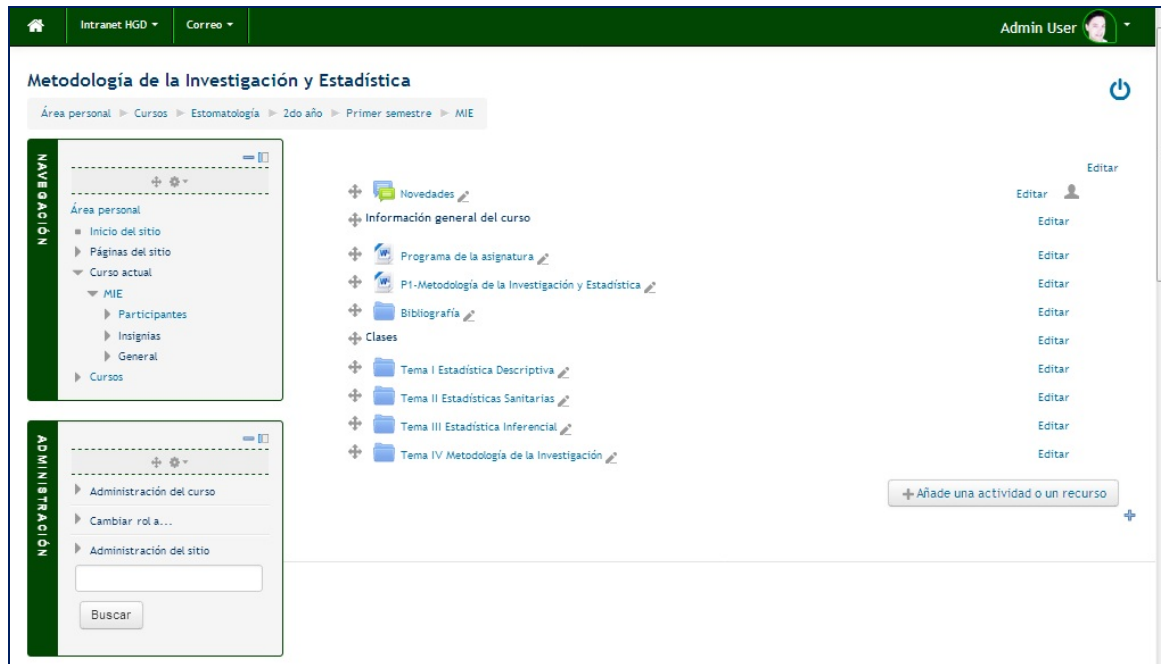 Intranet HGD Correo Admin User
Metodología de la Investigación y Estadística
Área personal Cursos Estomatología 2do año Primer semestre MIE
NAVEGACIÓN
Área personal
Inicio del sitio
Páginas del sitio
Curso actual
MIE
Participantes
Insignias
General
Cursos
ADMINISTRACIÓN
Administración del curso
Cambiar rol a...
Administración del sitio
Buscar
Editar
Novedades Editar
Información general del curso Editar
Programa de la asignatura Editar
P1-Metodología de la Investigación y Estadística Editar
Bibliografía Editar
Clases Editar
Tema I Estadística Descriptiva Editar
Tema II Estadísticas Sanitarias Editar
Tema III Estadística Inferencial Editar
Tema IV Metodología de la Investigación Editar
Añade una actividad o un recurso